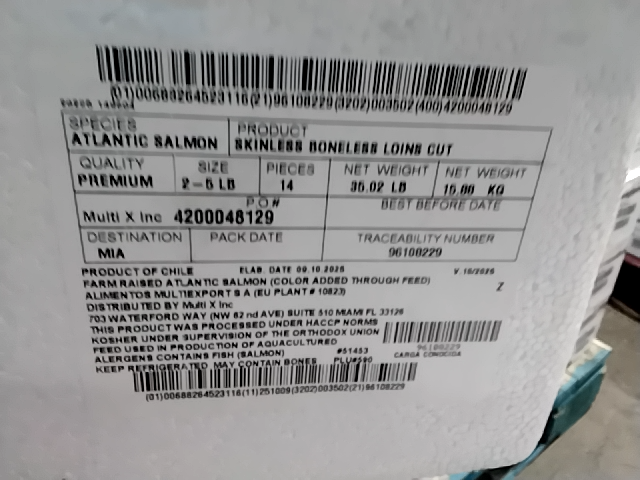 (01)00688264523116(21)96108229(3202)003502(400)4200048129
SPECIES PRODUCT
ATLANTIC SALMON SKINLESS BONELESS LOINS CUT
QUALITY SIZE PIECES NET WEIGHT NET WEIGHT
PREMIUM 2-5 LB 14 35.02 LB KG
P.O# BEST BEFORE DATE
Multi X Inc 4200048129
DESTINATION PACK DATE TRACEABILITY NUMBER
MIA 96108229
PRODUCT OF CHILE ELAB. DATE 09.10.2025
FARM RAISED ATLANTIC SALMON (COLOR ADDED THROUGH FEED) Z
ALIMENTOS MULTIEXPORT S A (EU PLANT # 10823)
DISTRIBUTED BY Multi X Inc
703 WATERFORD WAY (NW 62 nd AVE) SUITE 510 MIAMI FL 33126
THIS PRODUCT WAS PROCESSED UNDER HACCP NORMS
KOSHER UNDER SUPERVISION OF THE ORTHODOX UNION
FEED USED IN PRODUCTION OF AQUACULTURED 96108229
ALERGENS CONTAINS FISH (SALMON) #51453 CARGA CONOCIDA
KEEP REFRIGERATED MAY CONTAIN BONES PLU#590
(01)00688264523116(11)251009(3202)003502(21)96108229